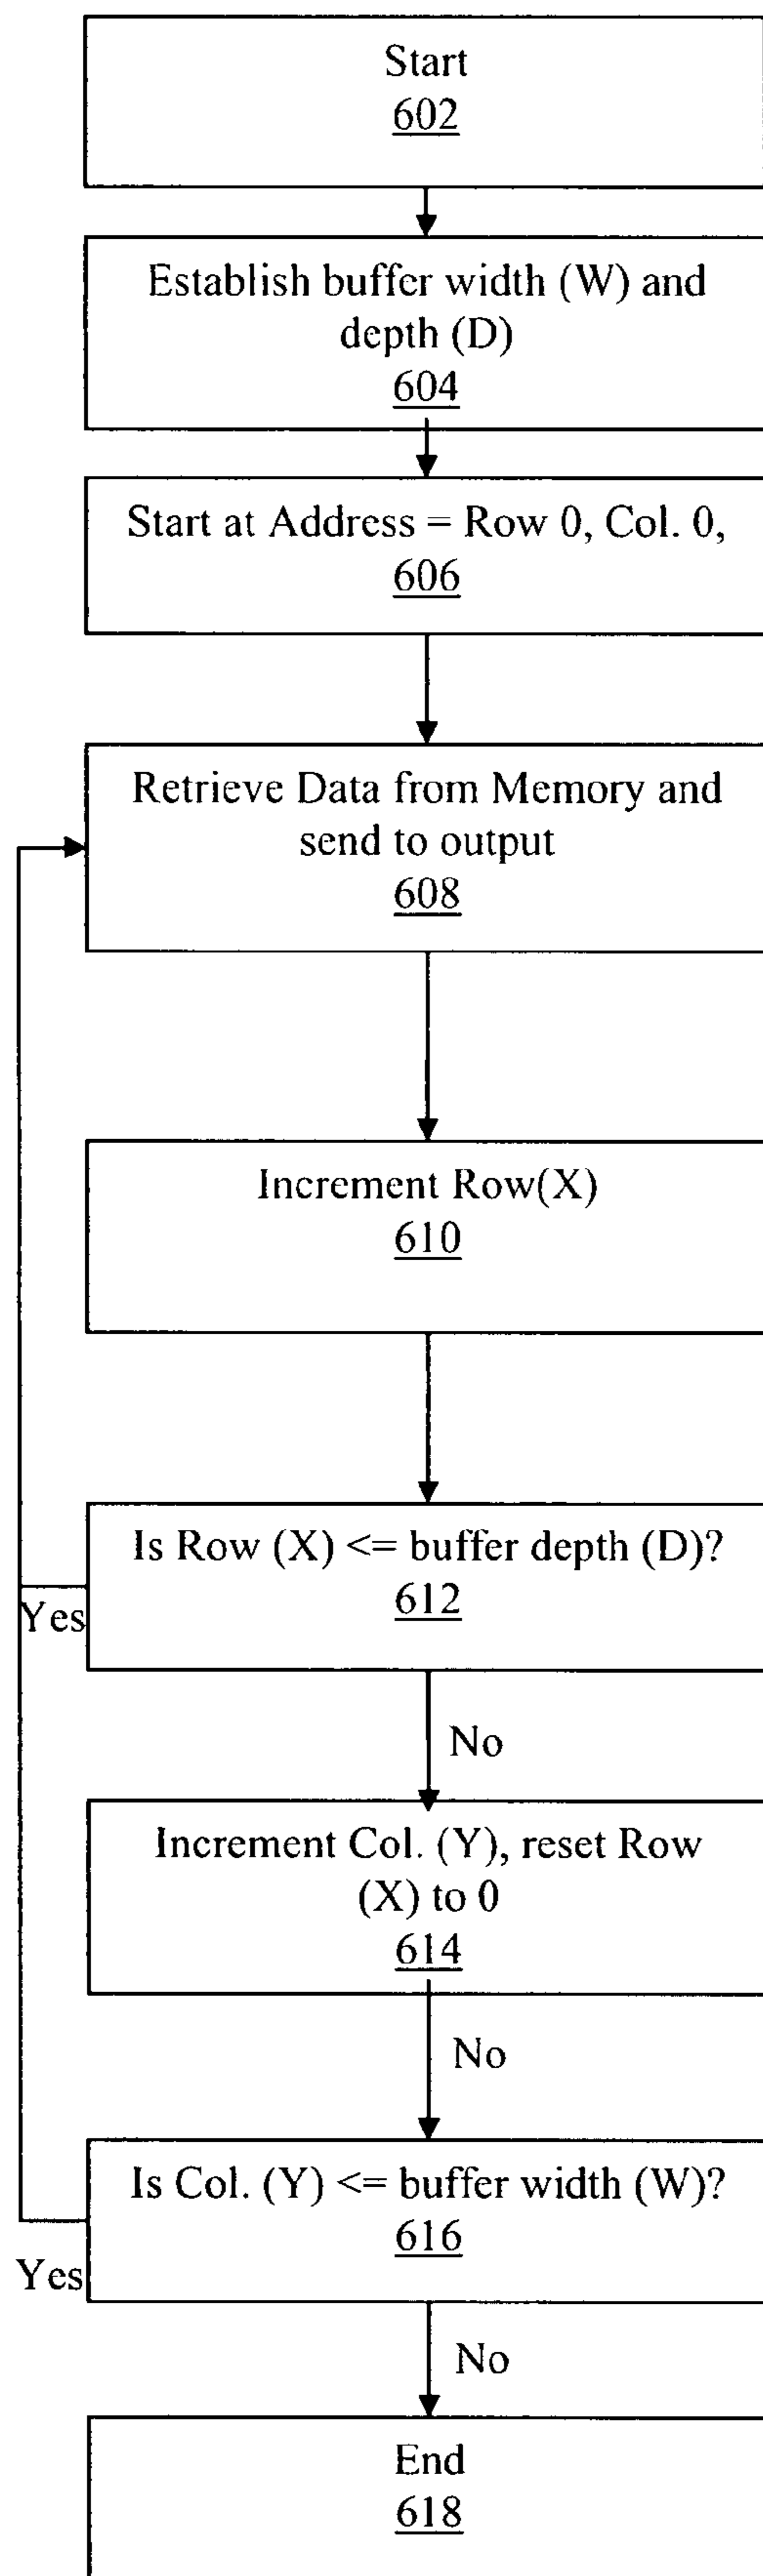 Start
602
Establish buffer width (W) and
depth (D)
604
Start at Address = Row 0, Col. 0,
606
Retrieve Data from Memory and
send to output
608
Increment Row(X)
610
Is Row (X) <= buffer depth (D)?
612
Yes
No
Increment Col. (Y), reset Row
(X) to 0
614
No
Is Col. (Y) <= buffer width (W)?
616
Yes
No
End
618